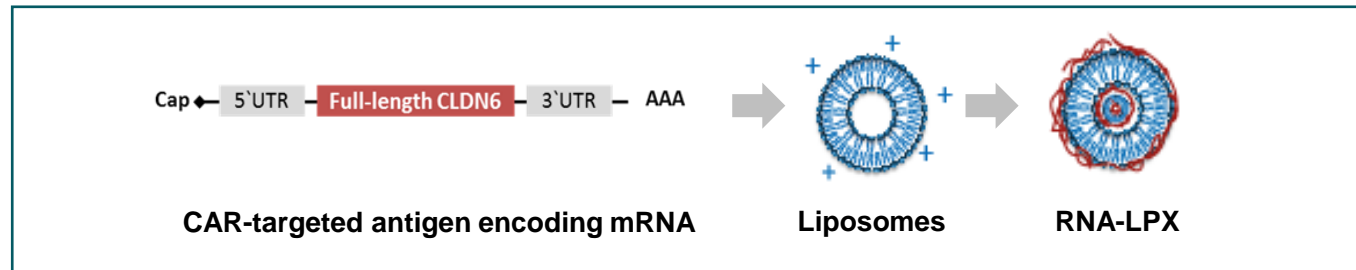 Cap 5`UTR Full-length CLDN6 3`UTR AAA
+ + + + +
CAR-targeted antigen encoding mRNA Liposomes RNA-LPX